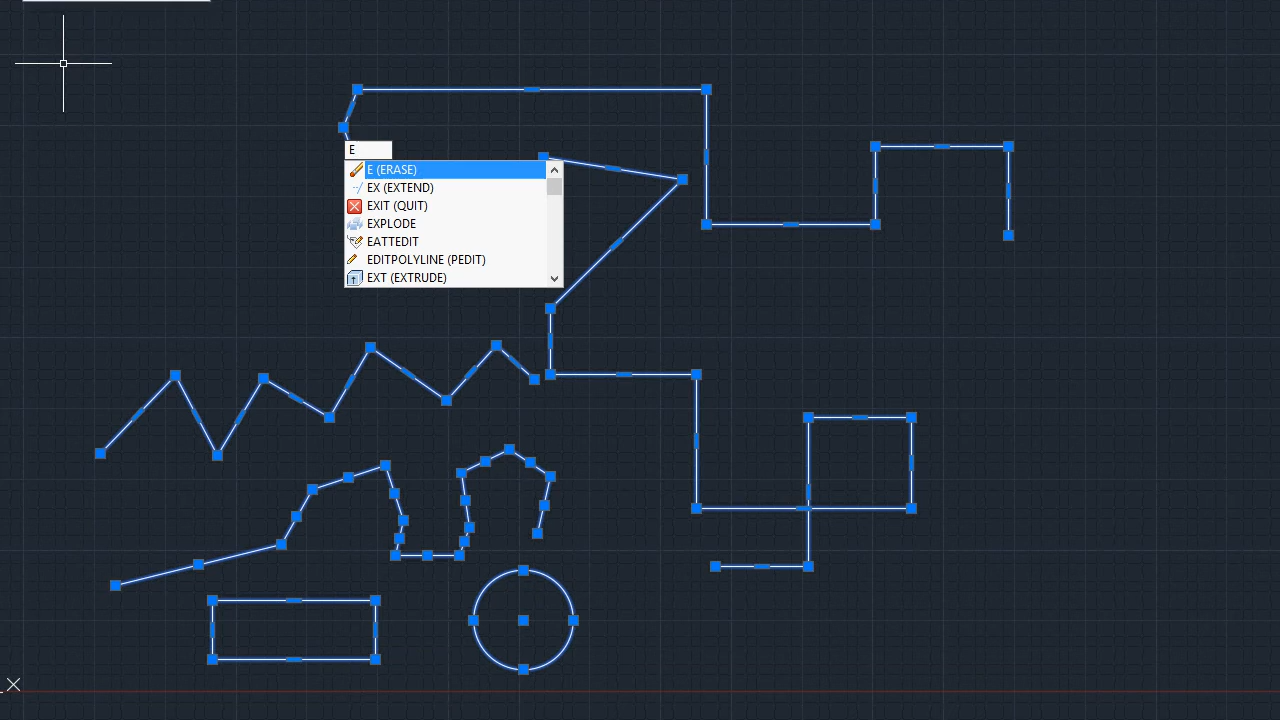 E
E (ERASE)
EX (EXTEND)
EXIT (QUIT)
EXPLODE
EATTEDIT
EDITPOLYLINE (PEDIT)
EXT (EXTRUDE)